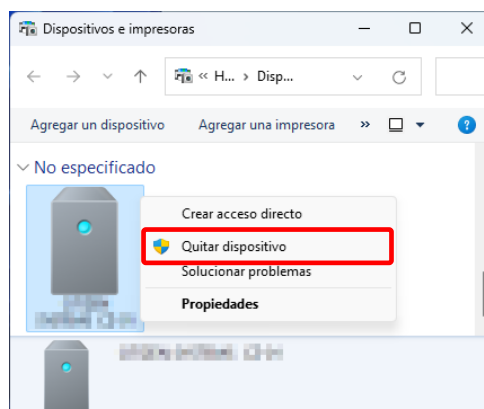 Dispositivos e impresoras
« H... › Disp...
Agregar un dispositivo Agregar una impresora » ?
No especificado
Crear acceso directo
Quitar dispositivo
Solucionar problemas
Propiedades